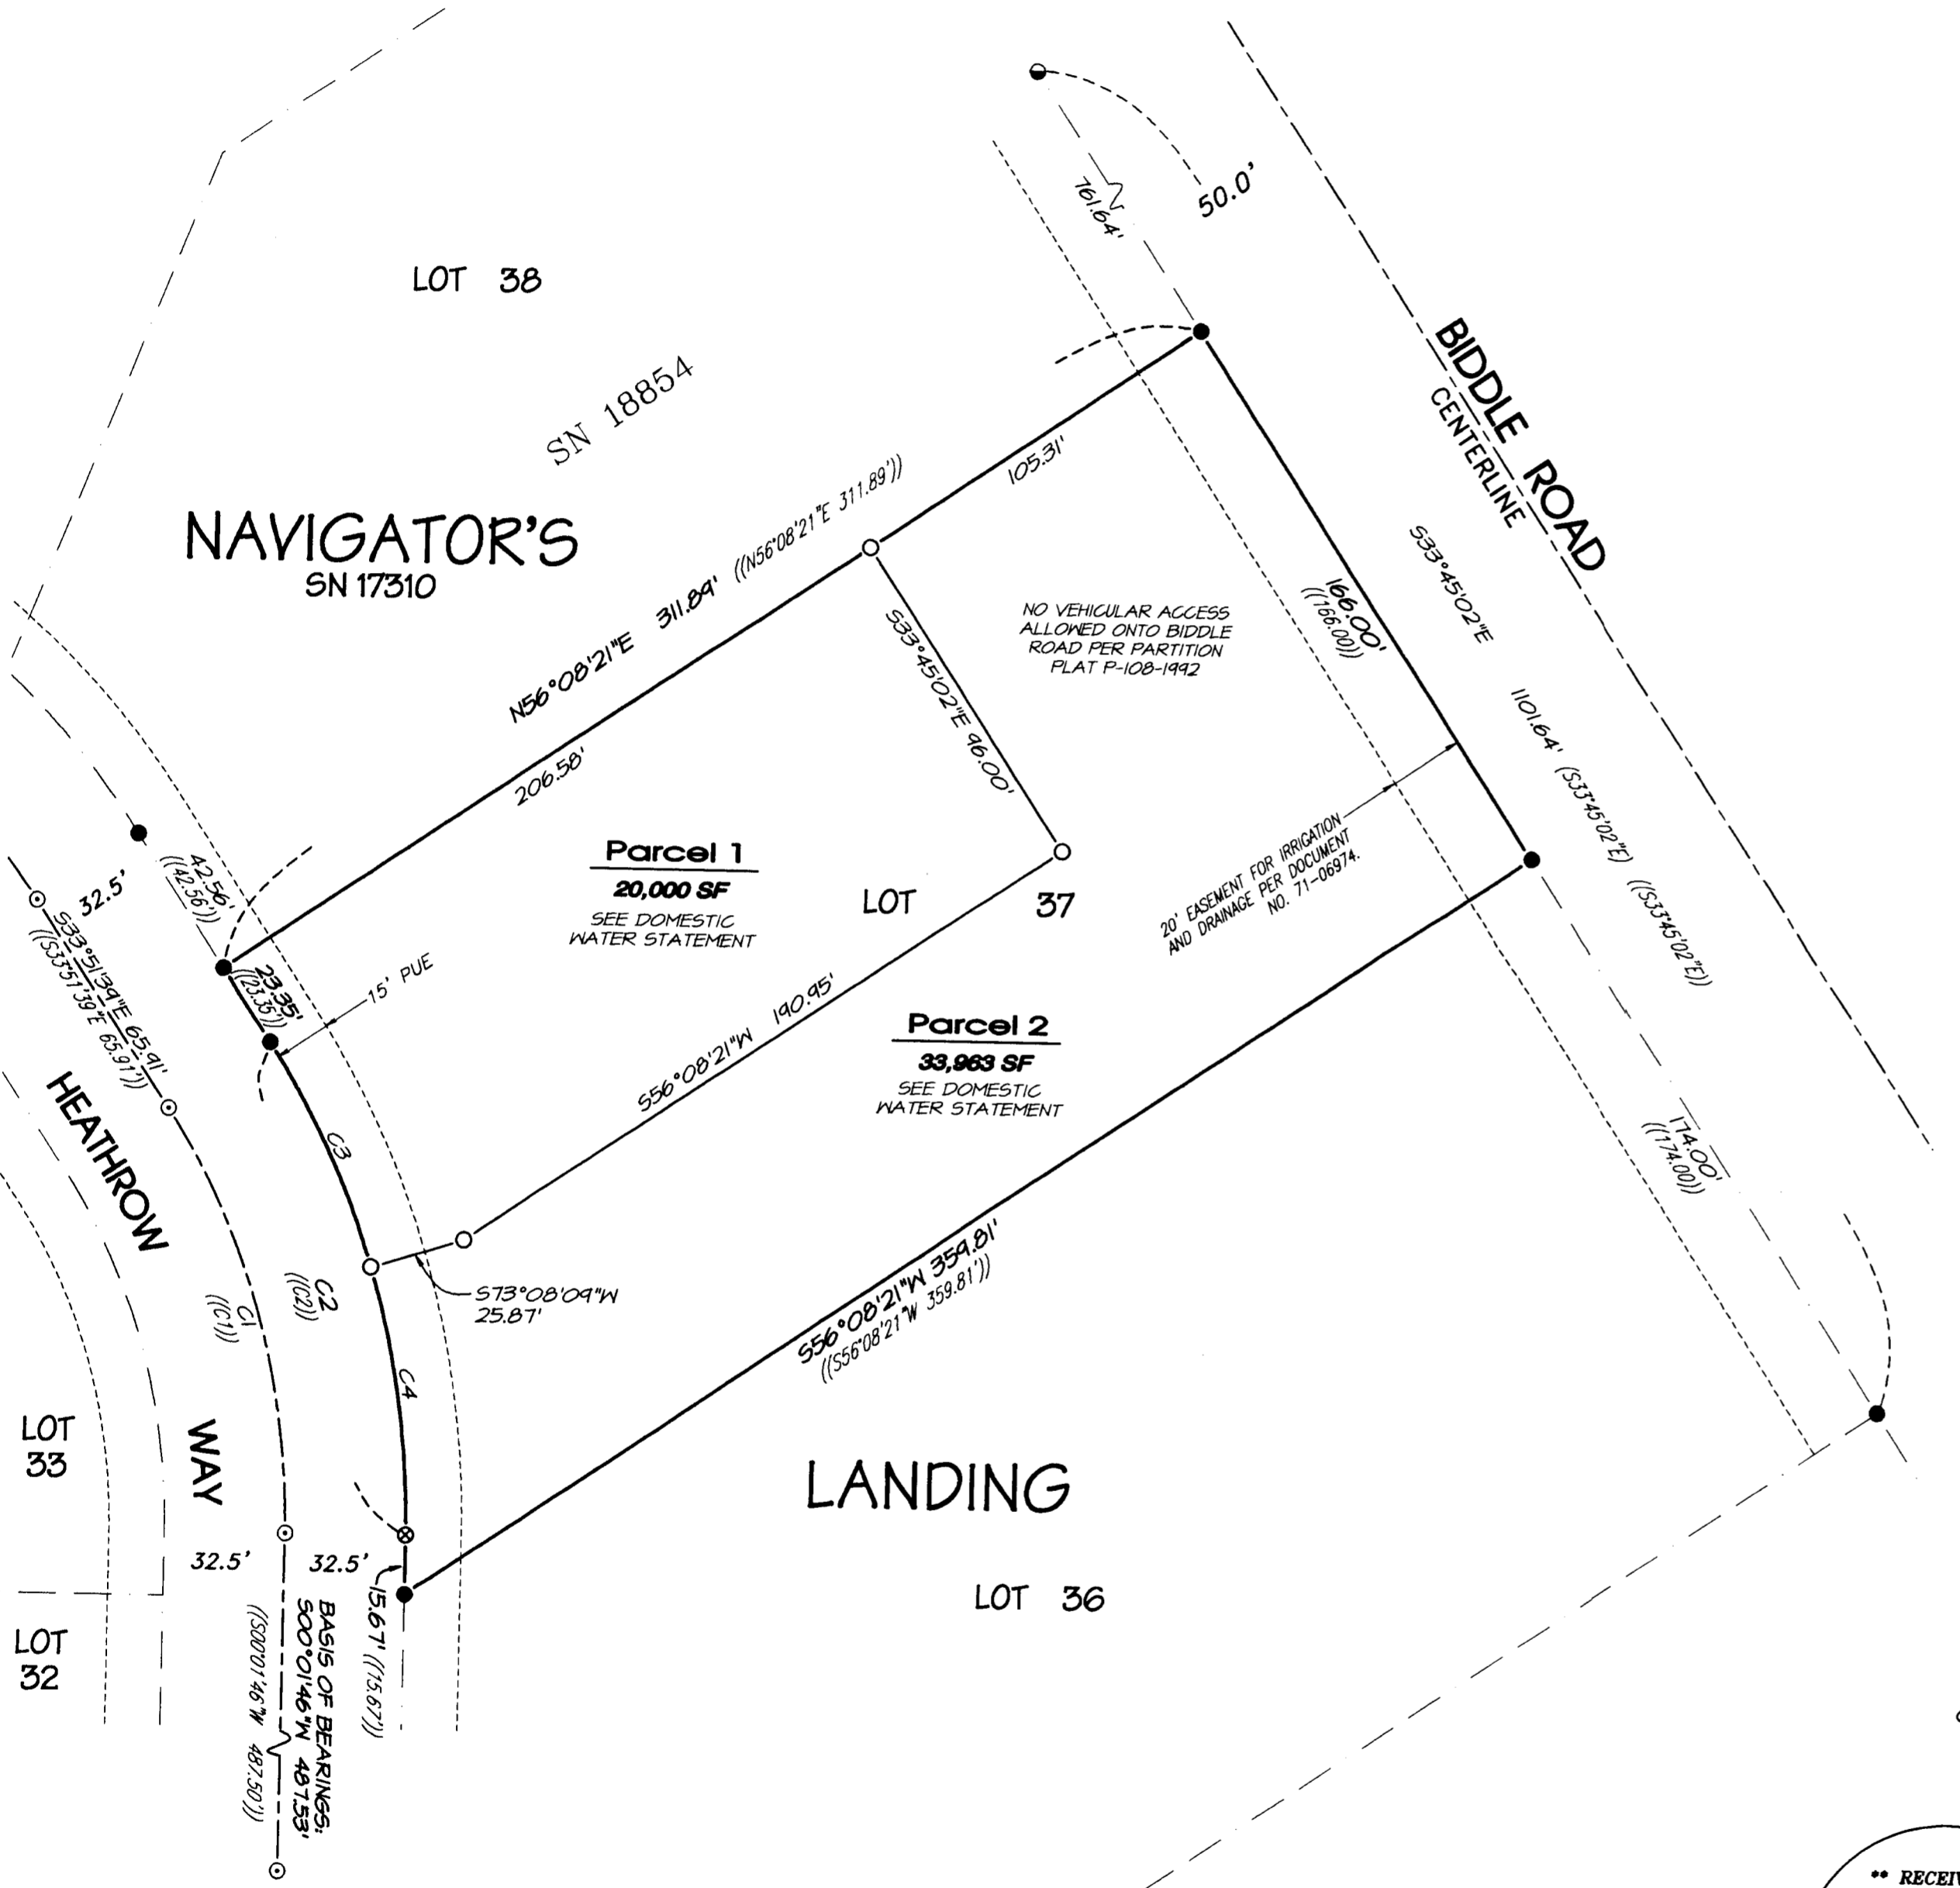 50.0'
761.64'
LOT 38
BIDDLE ROAD
CENTERLINE
SN 18854
105.31'
((N56°08'21"E 311.89'))
N56°08'21"E 311.89'
NAVIGATOR'S
SN 17310
S33°45'02"E
166.00'
((166.00))
NO VEHICULAR ACCESS
ALLOWED ONTO BIDDLE
ROAD PER PARTITION
PLAT P-108-1992
S33°45'02"E 96.00'
206.58'
1101.64' (S33°45'02"E) ((S33°45'02"E))
Parcel 1
20,000 SF
SEE DOMESTIC
WATER STATEMENT
LOT 37
20' EASEMENT FOR IRRIGATION
AND DRAINAGE PER DOCUMENT
NO. 71-06974.
42.56'
((42.56'))
32.5'
S33°51'39"E 65.91'
((S33°51'39"E 65.91'))
23.35'
((23.35'))
15' PUE
S56°08'21"W 190.95'
Parcel 2
33,963 SF
SEE DOMESTIC
WATER STATEMENT
174.00'
((174.00))
HEATHROW
C3
C2
((C2))
C1
((C1))
S73°08'09"W
25.87'
S56°08'21"W 359.81'
((S56°08'21"W 359.81'))
C4
LOT
33
WAY
LANDING
32.5'
32.5'
15.67' ((15.67'))
LOT 36
LOT
32
BASIS OF BEARINGS:
S00°01'46"W 487.53'
((S00°01'46"W 487.50'))
** RECEI